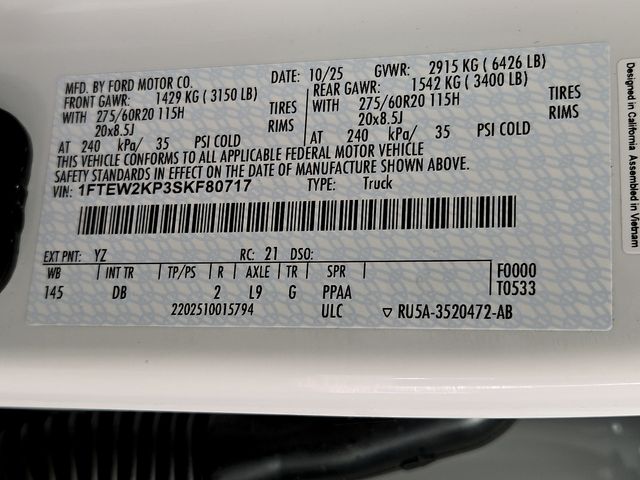 MFD. BY FORD MOTOR CO.
DATE: 10/25
GVWR: 2915 KG ( 6426 LB)
FRONT GAWR: 1429 KG ( 3150 LB)
REAR GAWR: 1542 KG ( 3400 LB)
WITH 275/60R20 115H TIRES
WITH 275/60R20 115H TIRES
20x8.5J RIMS
20x8.5J RIMS
AT 240 kPa/ 35 PSI COLD
AT 240 kPa/ 35 PSI COLD
THIS VEHICLE CONFORMS TO ALL APPLICABLE FEDERAL MOTOR VEHICLE
SAFETY STANDARDS IN EFFECT ON THE DATE OF MANUFACTURE SHOWN ABOVE.
VIN: 1FTEW2KP3SKF80717
TYPE: Truck
EXT PNT: YZ RC: 21 DSO:
WB INT TR TP/PS R AXLE TR SPR F0000
145 DB 2 L9 G PPAA T0533
2202510015794 ULC ▽ RU5A-3520472-AB
Designed in California Assembled in Vietnam